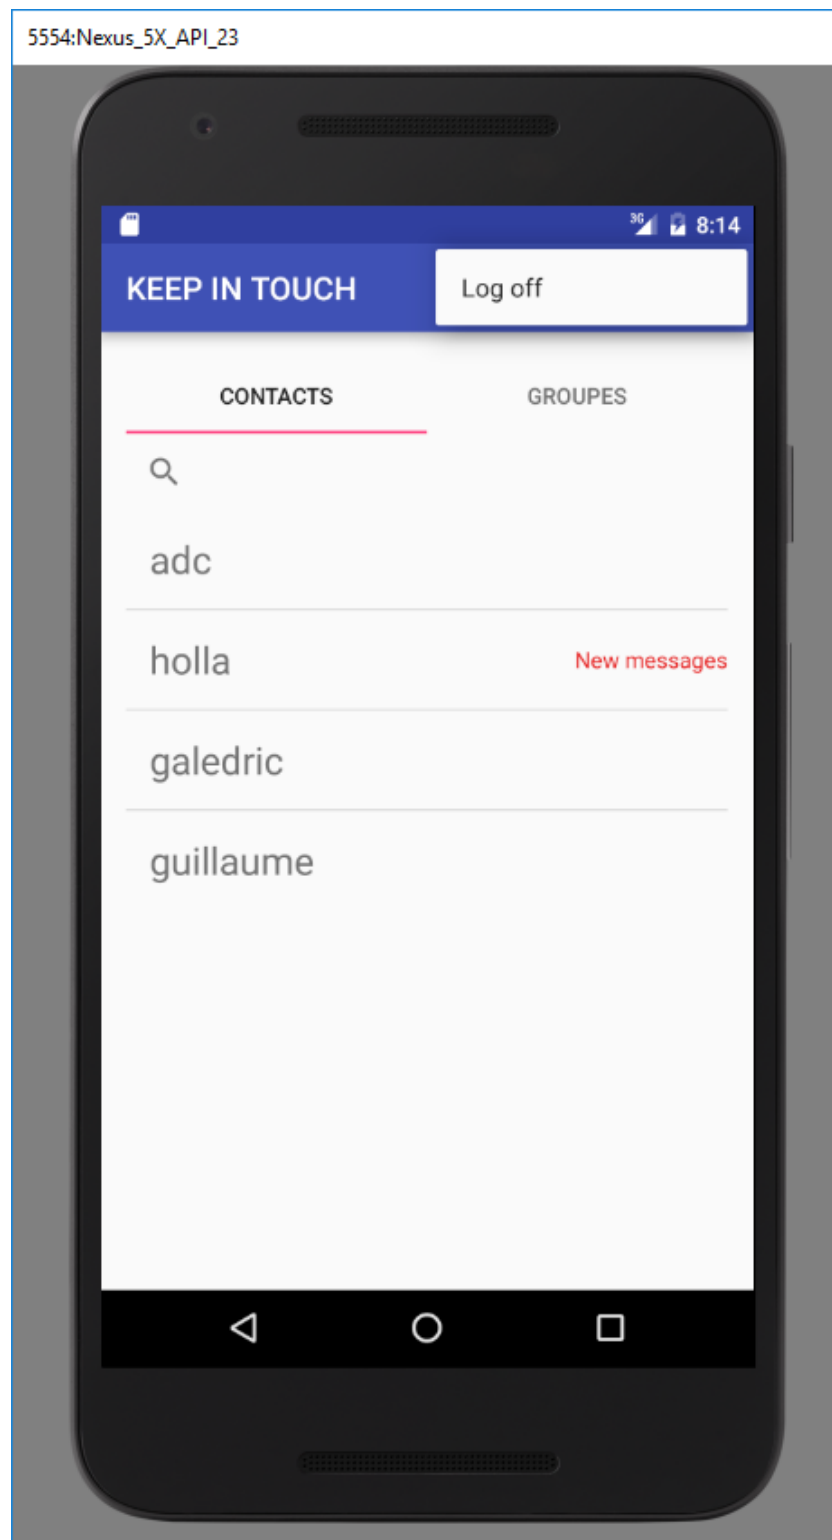 5554:Nexus_5X_API_23
3G 8:14
KEEP IN TOUCH Log off
CONTACTS GROUPES
adc
holla New messages
galedric
guillaume